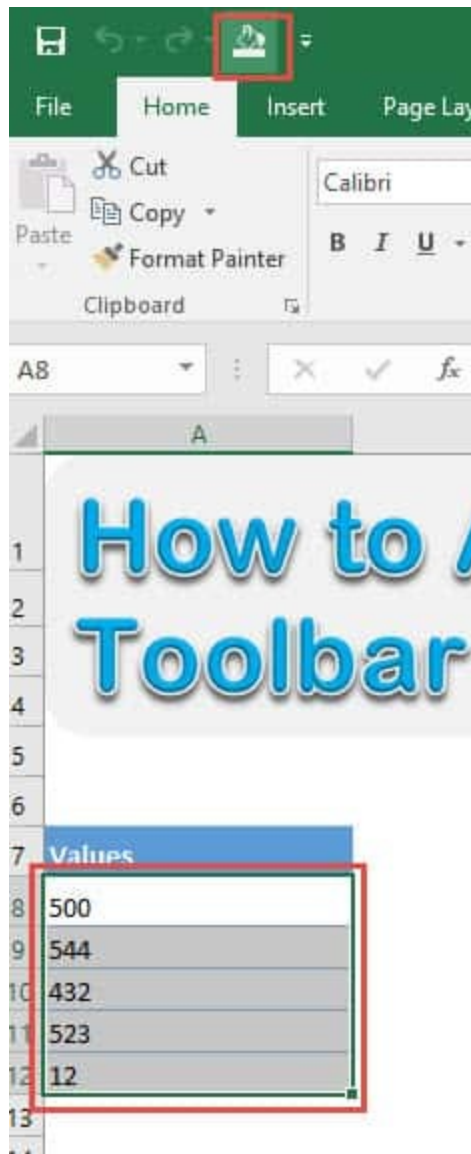 File Home Insert Page Lay
Cut
Calibri
Copy
Paste
B I U
Format Painter
Clipboard
A8 fx
A
How to A
1
2
Toolbar
3
4
5
6
7 Values
8 500
9 544
10 432
11 523
12 12
13